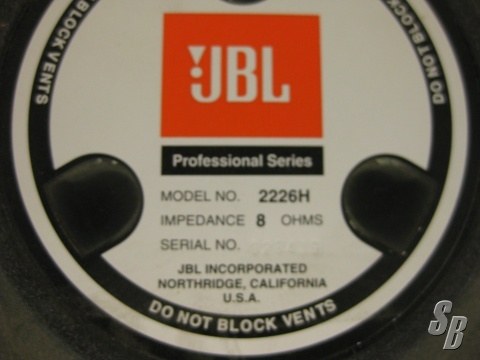 BLOCK VENTS
DO NOT BLOCK
JBL
Professional Series
MODEL NO. 2226H
IMPEDANCE 8 OHMS
SERIAL NO.
JBL INCORPORATED
NORTHRIDGE, CALIFORNIA
U.S.A.
DO NOT BLOCK VENTS
SB